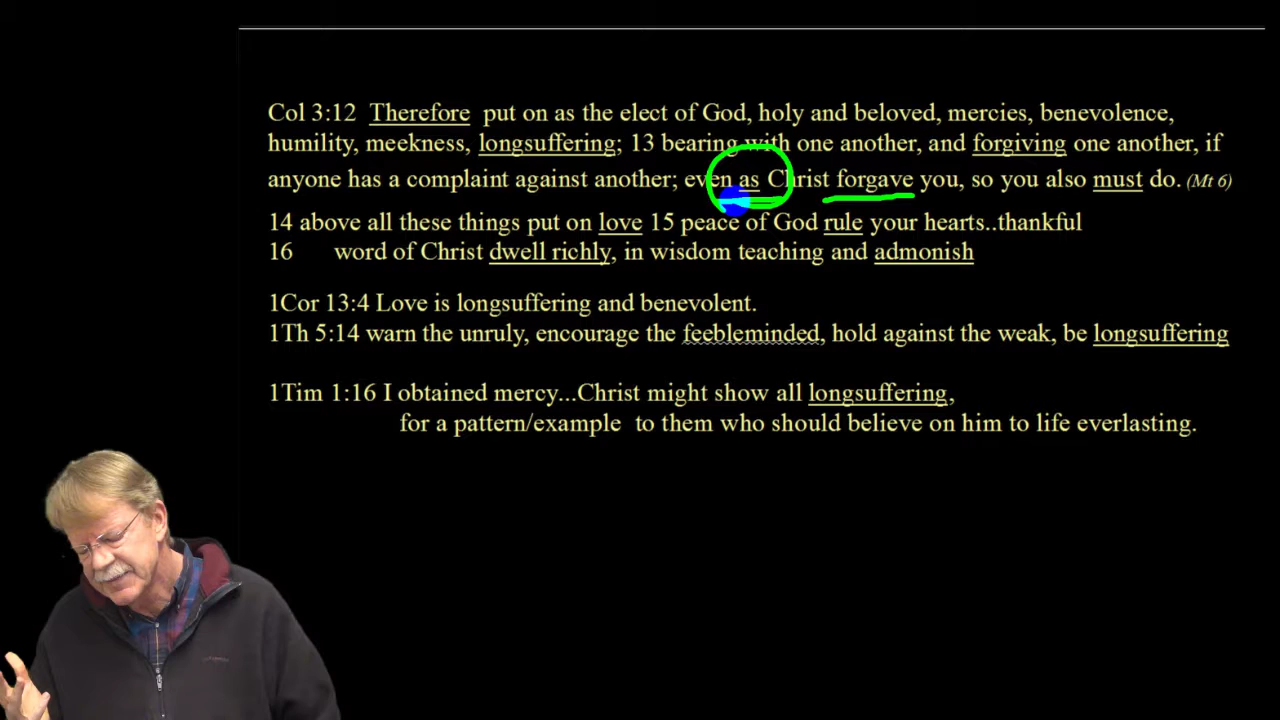 Col 3:12 Therefore put on as the elect of God, holy and beloved, mercies, benevolence,
humility, meekness, longsuffering; 13 bearing with one another, and forgiving one another, if
anyone has a complaint against another; even as Christ forgave you, so you also must do. (Mt 6)
14 above all these things put on love 15 peace of God rule your hearts..thankful
16 word of Christ dwell richly, in wisdom teaching and admonish
1Cor 13:4 Love is longsuffering and benevolent.
1Th 5:14 warn the unruly, encourage the feebleminded, hold against the weak, be longsuffering
1Tim 1:16 I obtained mercy...Christ might show all longsuffering,
for a pattern/example to them who should believe on him to life everlasting.